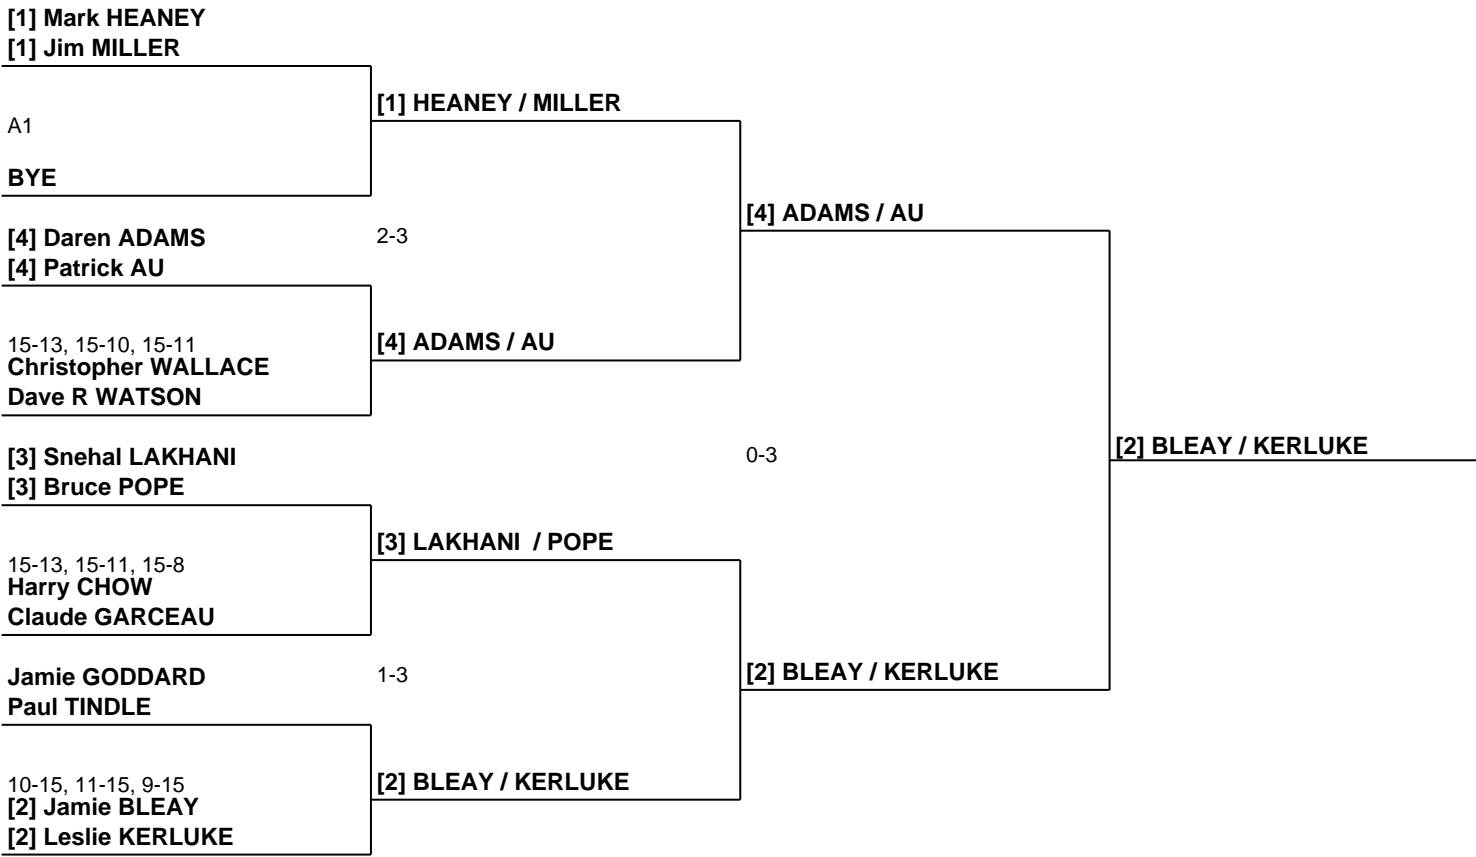 [1] Mark HEANEY
[1] Jim MILLER
[1] HEANEY / MILLER
A1
BYE
[4] ADAMS / AU
[4] Daren ADAMS
2-3
[4] Patrick AU
15-13, 15-10, 15-11
[4] ADAMS / AU
Christopher WALLACE
Dave R WATSON
[2] BLEAY / KERLUKE
[3] Snehal LAKHANI
0-3
[3] Bruce POPE
[3] LAKHANI / POPE
15-13, 15-11, 15-8
Harry CHOW
Claude GARCEAU
Jamie GODDARD
1-3
[2] BLEAY / KERLUKE
Paul TINDLE
10-15, 11-15, 9-15
[2] BLEAY / KERLUKE
[2] Jamie BLEAY
[2] Leslie KERLUKE